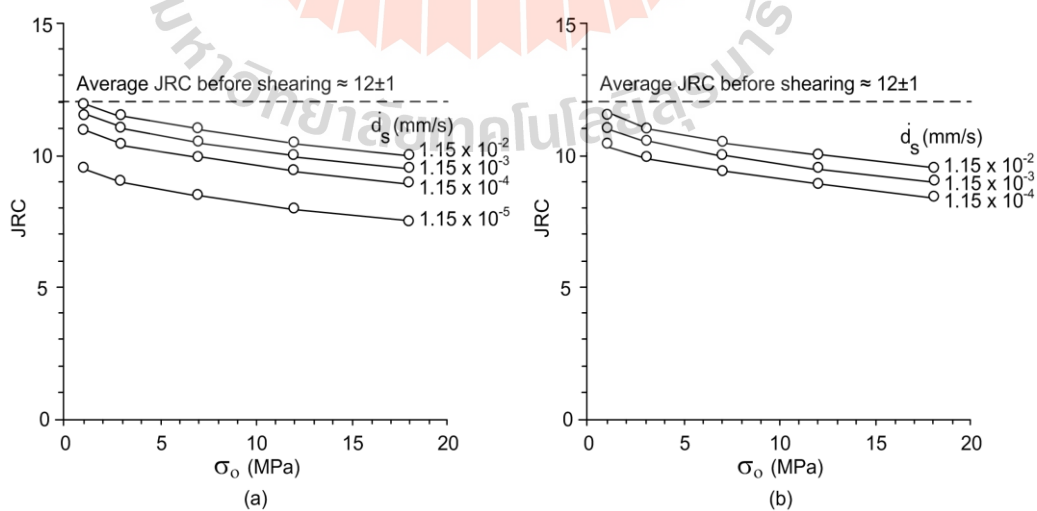 15
Average JRC before shearing ≈ 12±1
ḋs (mm/s)
1.15 x 10-2
1.15 x 10-3
1.15 x 10-4
1.15 x 10-5
10
JRC
5
0
0 5 10 15 20
σo (MPa)
(a)
15
Average JRC before shearing ≈ 12±1
ḋs (mm/s)
1.15 x 10-2
1.15 x 10-3
1.15 x 10-4
10
JRC
5
0
0 5 10 15 20
σo (MPa)
(b)